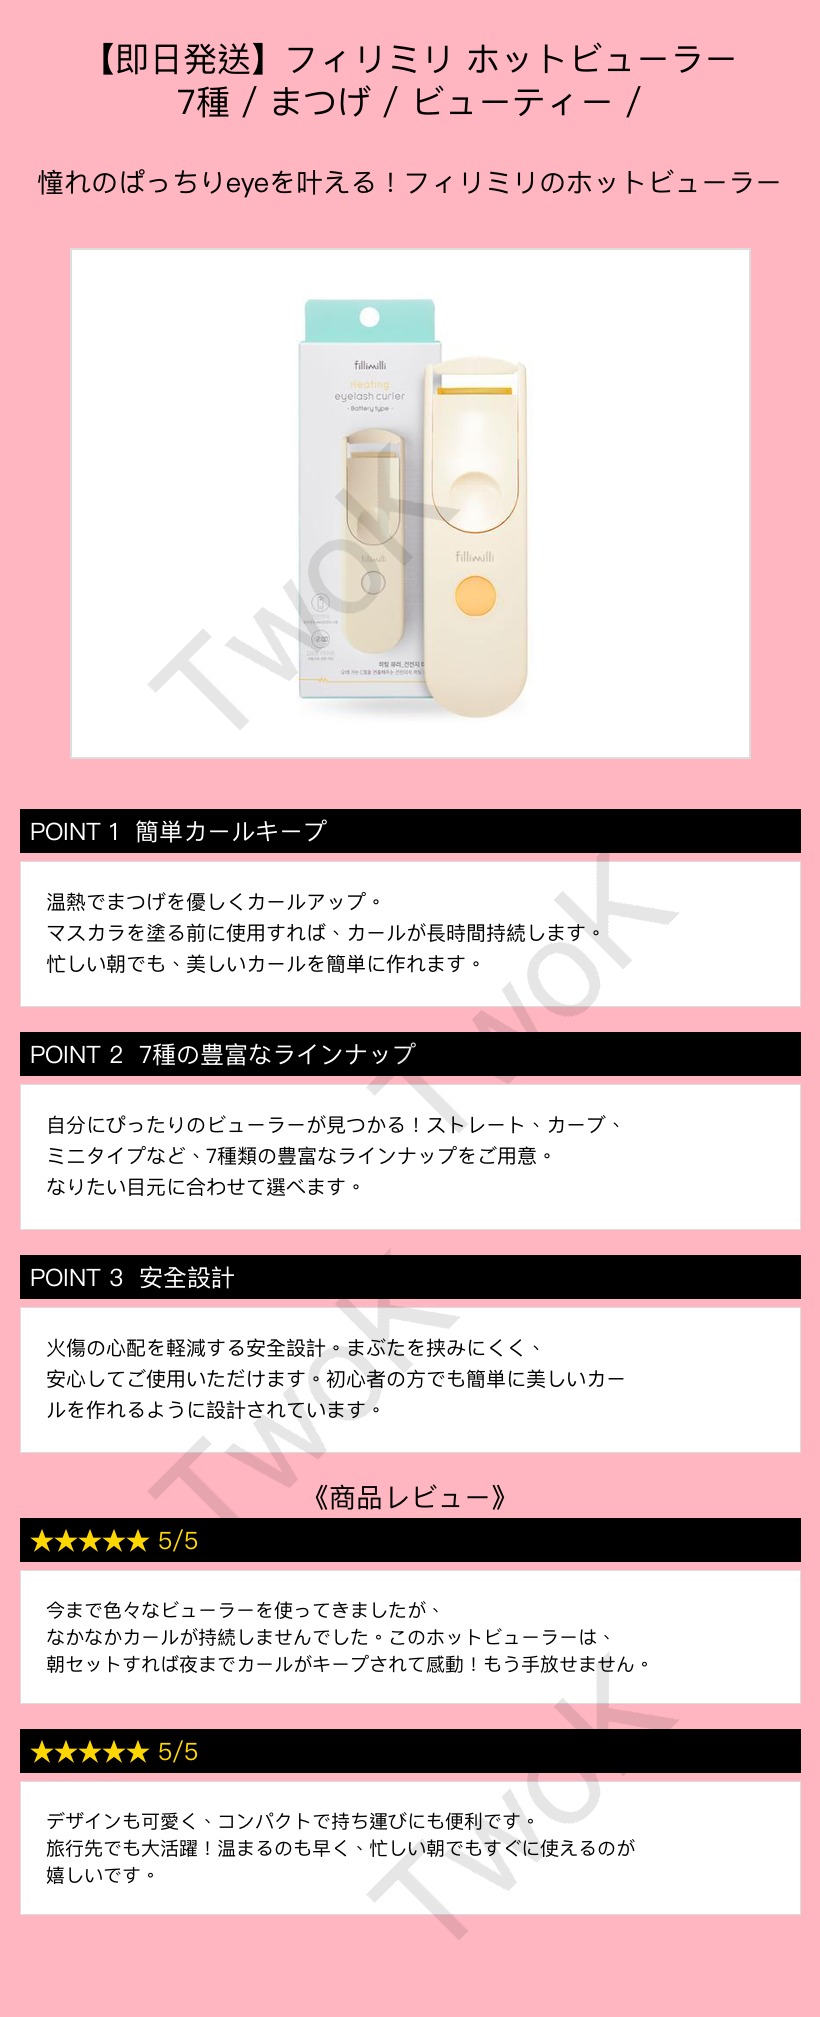 【即日発送】フィリミリ ホットビューラー
7種 / まつげ / ビューティー /
憧れのぱっちりeyeを叶える！フィリミリのホットビューラー
fillimilli
Heating
eyelash curler
- Battery type -
fillimilli
fillimilli
TwoK
POINT 1 簡単カールキープ
温熱でまつげを優しくカールアップ。
マスカラを塗る前に使用すれば、カールが長時間持続します。
忙しい朝でも、美しいカールを簡単に作れます。
TwoK
POINT 2 7種の豊富なラインナップ
自分にぴったりのビューラーが見つかる！ストレート、カーブ、
ミニタイプなど、7種類の豊富なラインナップをご用意。
なりたい目元に合わせて選べます。
POINT 3 安全設計
火傷の心配を軽減する安全設計。まぶたを挟みにくく、
安心してご使用いただけます。初心者の方でも簡単に美しいカー
ルを作れるように設計されています。
TwoK
《商品レビュー》
★★★★★ 5/5
今まで色々なビューラーを使ってきましたが、
なかなかカールが持続しませんでした。このホットビューラーは、
朝セットすれば夜までカールがキープされて感動！もう手放せません。
★★★★★ 5/5
デザインも可愛く、コンパクトで持ち運びにも便利です。
旅行先でも大活躍！温まるのも早く、忙しい朝でもすぐに使えるのが
嬉しいです。
TwoK